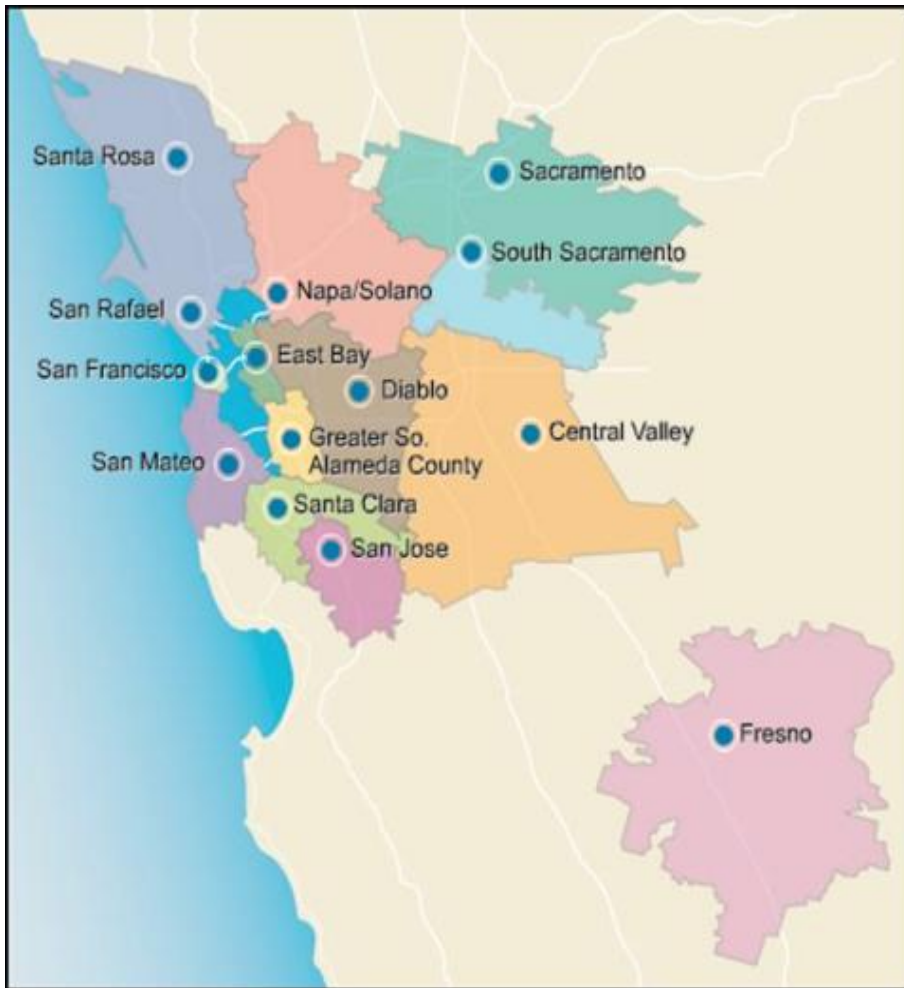 Santa Rosa
Sacramento
South Sacramento
Napa/Solano
San Rafael
East Bay
San Francisco
Diablo
Central Valley
Greater So.
Alameda County
San Mateo
Santa Clara
San Jose
Fresno